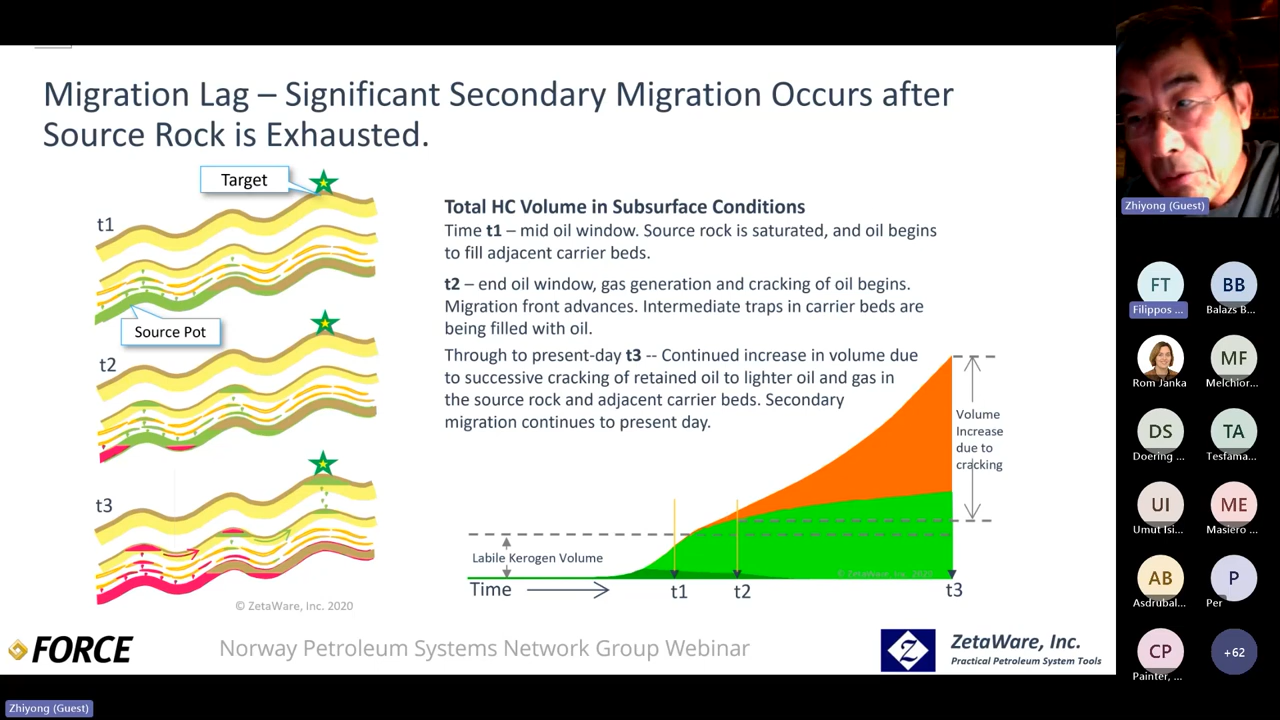 Migration Lag – Significant Secondary Migration Occurs after
Source Rock is Exhausted.
Target
t1
Source Pot
t2
t3
© ZetaWare, Inc. 2020
Total HC Volume in Subsurface Conditions
Time t1 – mid oil window. Source rock is saturated, and oil begins
to fill adjacent carrier beds.
t2 – end oil window, gas generation and cracking of oil begins.
Migration front advances. Intermediate traps in carrier beds are
being filled with oil.
Through to present-day t3 -- Continued increase in volume due
to successive cracking of retained oil to lighter oil and gas in
the source rock and adjacent carrier beds. Secondary
migration continues to present day.
Volume
Increase
due to
cracking
Labile Kerogen Volume
© ZetaWare, Inc. 2020
Time
t1
t2
t3
FORCE
Norway Petroleum Systems Network Group Webinar
Z
ZetaWare, Inc.
Practical Petroleum System Tools
Zhiyong (Guest)
FT
Filippos ...
BB
Balazs B...
Rom Janka
MF
Melchior...
DS
Doering ...
TA
Tesfama...
UI
Umut Isi...
ME
Masiero ...
AB
Asdrubal...
P
Per
CP
Painter, ...
+62
Zhiyong (Guest)